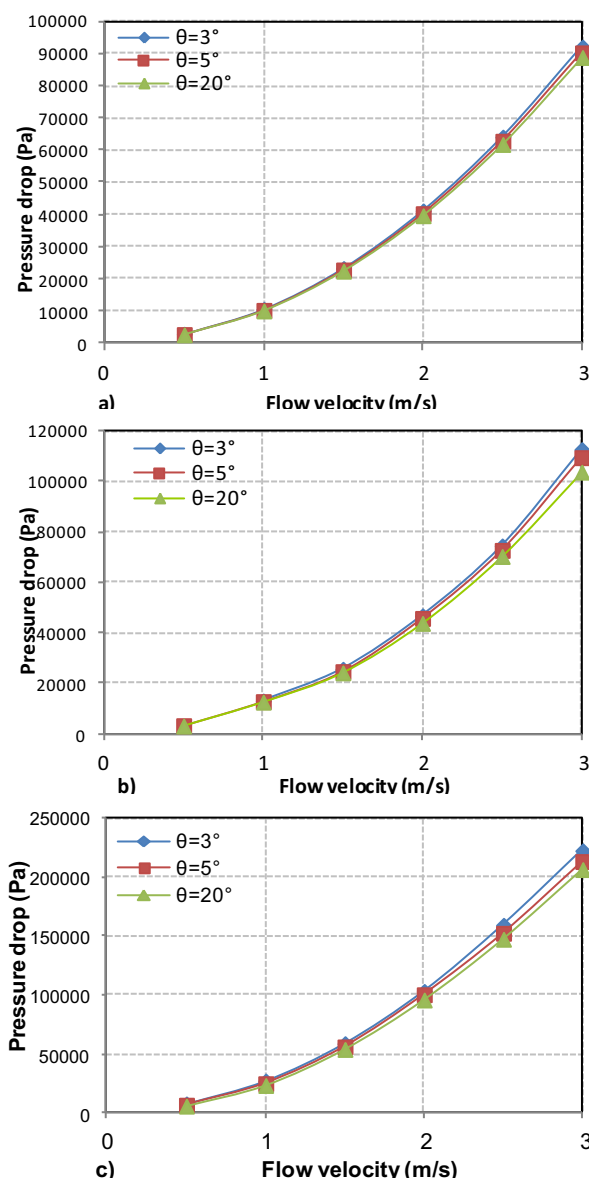 100000
90000
80000
70000
60000
50000
40000
30000
20000
10000
0
Pressure drop (Pa)
θ=3°
θ=5°
θ=20°
0 1 2 3
a) Flow velocity (m/s)
120000
100000
80000
60000
40000
20000
0
Pressure drop (Pa)
θ=3°
θ=5°
θ=20°
0 1 2 3
b) Flow velocity (m/s)
250000
200000
150000
100000
50000
0
Pressure drop (Pa)
θ=3°
θ=5°
θ=20°
0 1 2 3
c) Flow velocity (m/s)